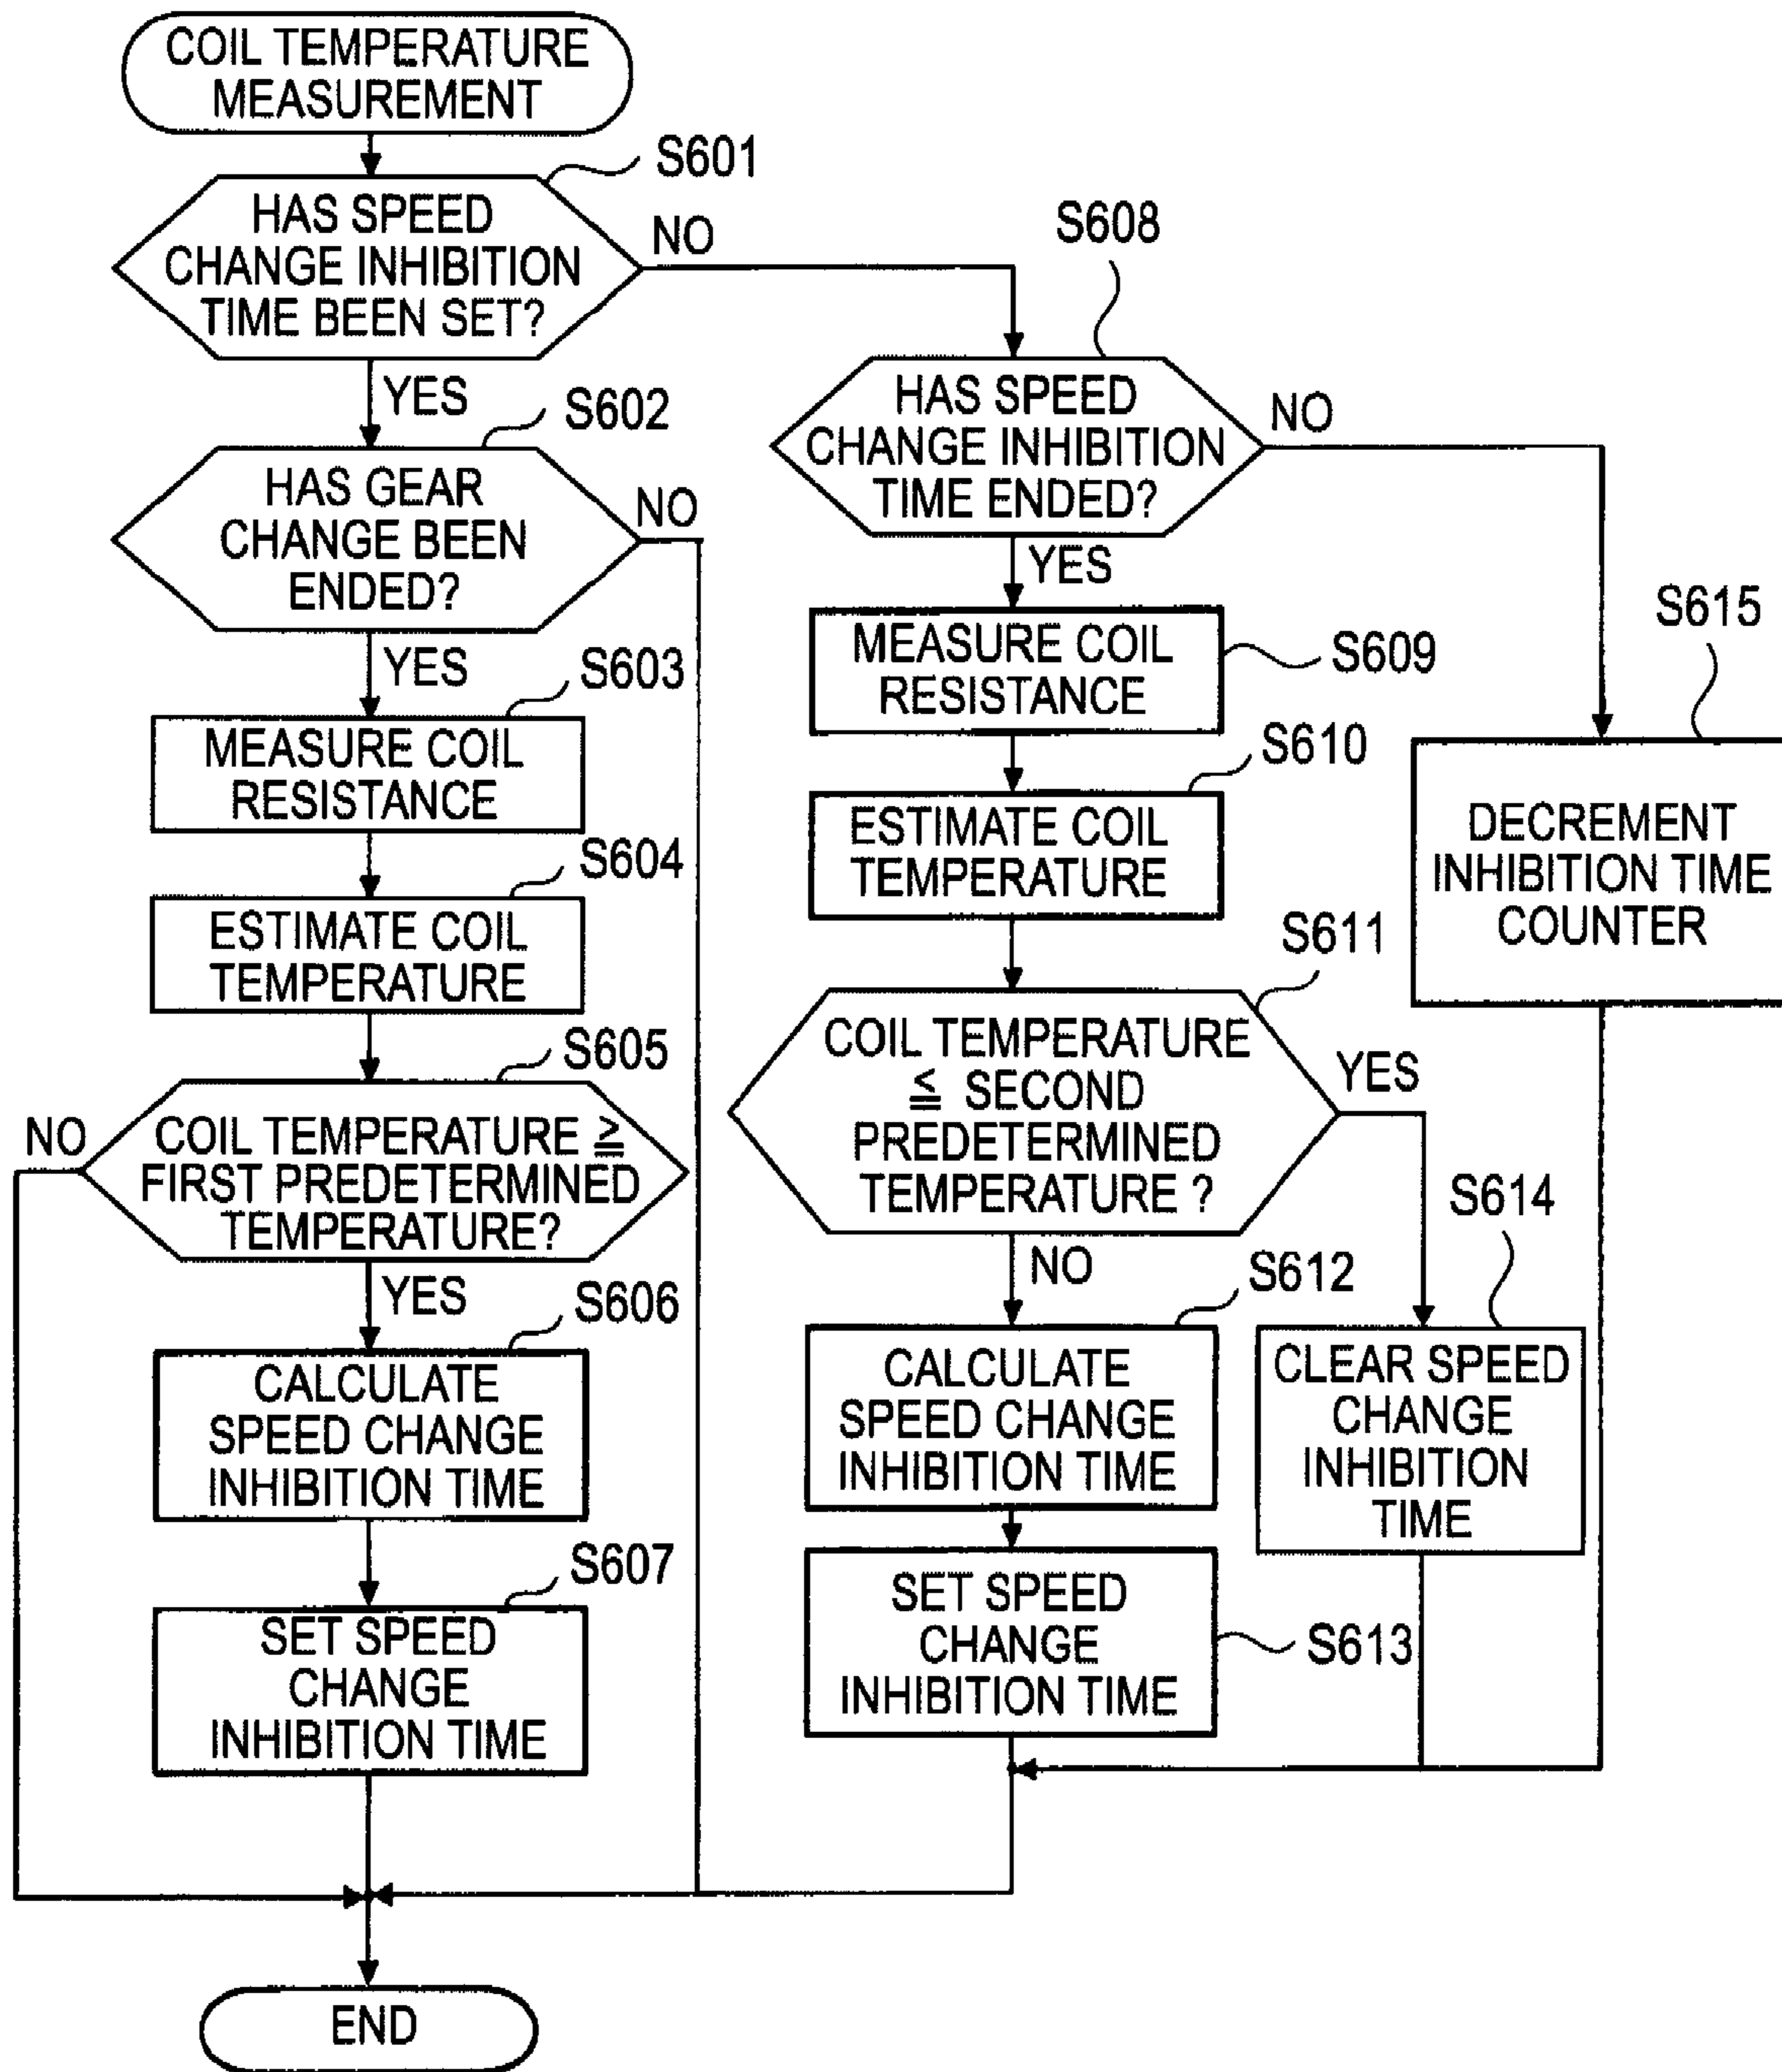 COIL TEMPERATURE
MEASUREMENT
S601
HAS SPEED
CHANGE INHIBITION
TIME BEEN SET?
NO
YES
S602
HAS GEAR
CHANGE BEEN
ENDED?
NO
YES
S603
MEASURE COIL
RESISTANCE
S604
ESTIMATE COIL
TEMPERATURE
S605
NO
COIL TEMPERATURE ≧
FIRST PREDETERMINED
TEMPERATURE?
YES
S606
CALCULATE
SPEED CHANGE
INHIBITION TIME
S607
SET SPEED
CHANGE
INHIBITION TIME
END
S608
HAS SPEED
CHANGE INHIBITION
TIME ENDED?
NO
YES
MEASURE COIL
RESISTANCE
S609
S610
ESTIMATE COIL
TEMPERATURE
S611
COIL TEMPERATURE
≦ SECOND
PREDETERMINED
TEMPERATURE ?
YES
NO
S612
CALCULATE
SPEED CHANGE
INHIBITION TIME
SET SPEED
CHANGE
INHIBITION TIME
S613
S614
CLEAR SPEED
CHANGE
INHIBITION
TIME
S615
DECREMENT
INHIBITION TIME
COUNTER